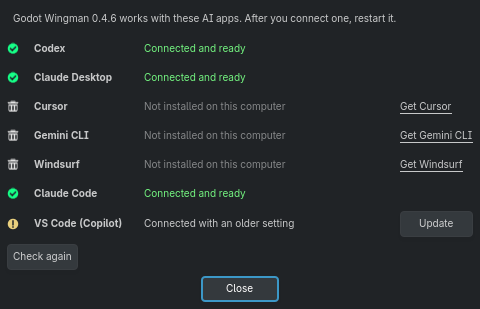 Godot Wingman 0.4.6 works with these AI apps. After you connect one, restart it.
Codex Connected and ready
Claude Desktop Connected and ready
Cursor Not installed on this computer Get Cursor
Gemini CLI Not installed on this computer Get Gemini CLI
Windsurf Not installed on this computer Get Windsurf
Claude Code Connected and ready
VS Code (Copilot) Connected with an older setting Update
Check again
Close